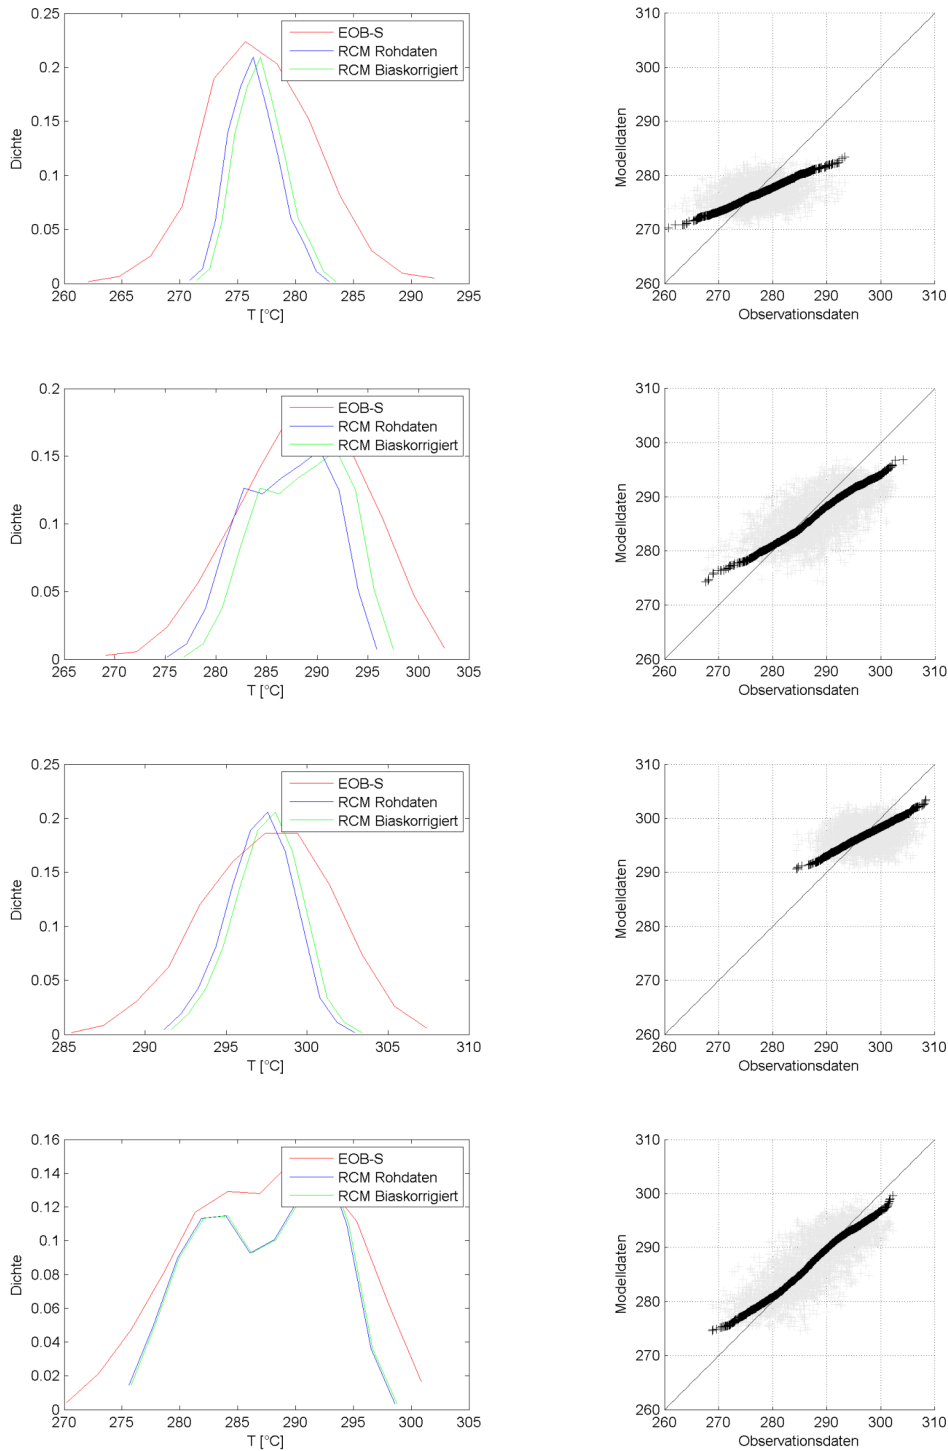 0.25
0.2
0.15
0.1
0.05
0
260 265 270 275 280 285 290 295
Dichte
T [°C]
EOB-S
RCM Rohdaten
RCM Biaskorrigiert
310
300
290
280
270
260
260 270 280 290 300 310
Modelldaten
Observationsdaten
0.2
0.15
0.1
0.05
0
265 270 275 280 285 290 295 300 305
Dichte
T [°C]
EOB-S
RCM Rohdaten
RCM Biaskorrigiert
310
300
290
280
270
260
260 270 280 290 300 310
Modelldaten
Observationsdaten
0.25
0.2
0.15
0.1
0.05
0
285 290 295 300 305 310
Dichte
T [°C]
EOB-S
RCM Rohdaten
RCM Biaskorrigiert
310
300
290
280
270
260
260 270 280 290 300 310
Modelldaten
Observationsdaten
0.16
0.14
0.12
0.1
0.08
0.06
0.04
0.02
0
270 275 280 285 290 295 300 305
Dichte
T [°C]
EOB-S
RCM Rohdaten
RCM Biaskorrigiert
310
300
290
280
270
260
260 270 280 290 300 310
Modelldaten
Observationsdaten